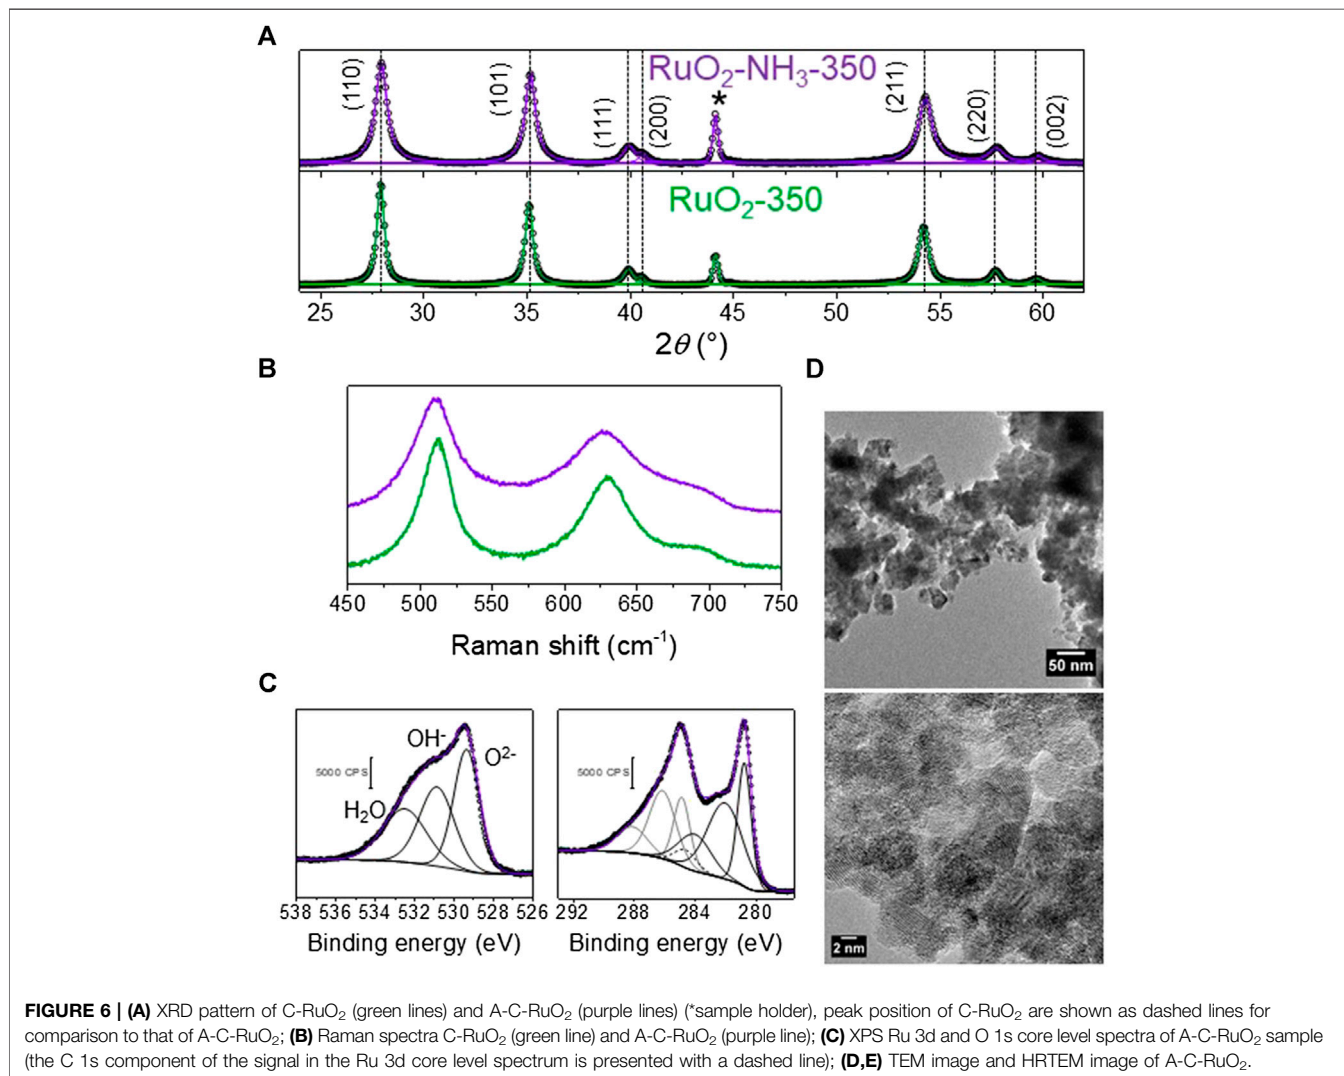 A
RuO₂-NH₃-350
(110)
(101)
(111)
(200)
*
(211)
(220)
(002)
RuO₂-350
25 30 35 40 45 50 55 60
2θ (°)
B
450 500 550 600 650 700 750
Raman shift (cm⁻¹)
C
OH⁻
O²⁻
5000 CPS
H₂O
538 536 534 532 530 528 526
Binding energy (eV)
5000 CPS
292 288 284 280
Binding energy (eV)
D
50 nm
2 nm
FIGURE 6 | (A) XRD pattern of C-RuO₂ (green lines) and A-C-RuO₂ (purple lines) (*sample holder), peak position of C-RuO₂ are shown as dashed lines for
comparison to that of A-C-RuO₂; (B) Raman spectra C-RuO₂ (green line) and A-C-RuO₂ (purple line); (C) XPS Ru 3d and O 1s core level spectra of A-C-RuO₂ sample
(the C 1s component of the signal in the Ru 3d core level spectrum is presented with a dashed line); (D,E) TEM image and HRTEM image of A-C-RuO₂.